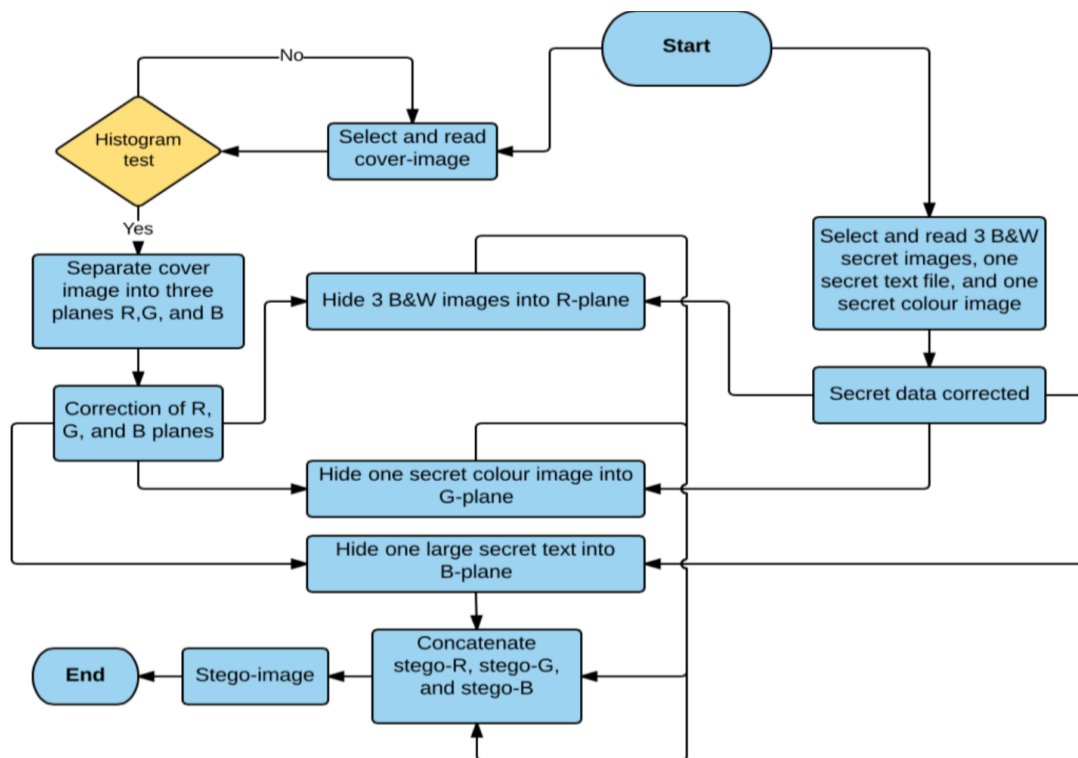 Start
No
Histogram
test
Select and read
cover-image
Yes
Select and read 3 B&W
secret images, one
secret text file, and one
secret colour image
Separate cover
image into three
planes R,G, and B
Hide 3 B&W images into R-plane
Secret data corrected
Correction of R,
G, and B planes
Hide one secret colour image into
G-plane
Hide one large secret text into
B-plane
Concatenate
stego-R, stego-G,
and stego-B
Stego-image
End